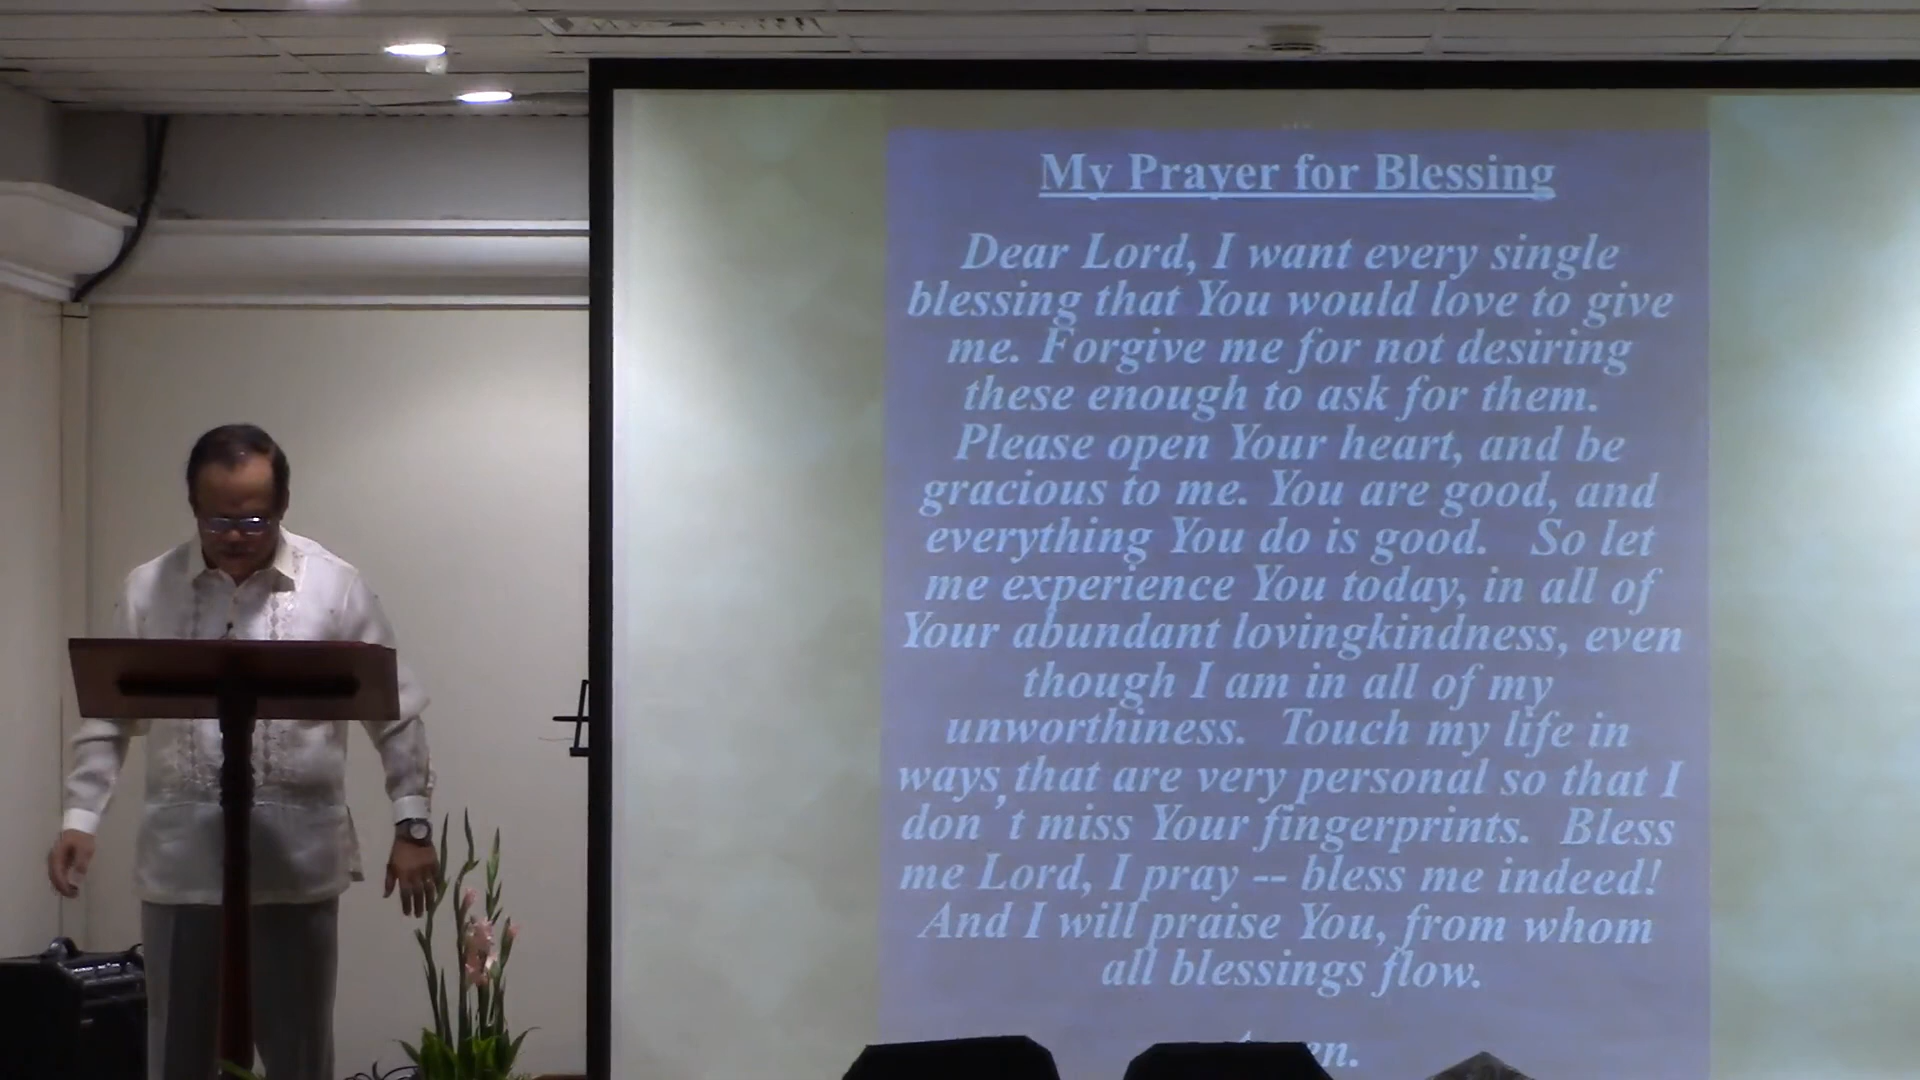 My Prayer for Blessing
Dear Lord, I want every single
blessing that You would love to give
me. Forgive me for not desiring
these enough to ask for them.
Please open Your heart, and be
gracious to me. You are good, and
everything You do is good. So let
me experience You today, in all of
Your abundant lovingkindness, even
though I am in all of my
unworthiness. Touch my life in
ways that are very personal so that I
don't miss Your fingerprints. Bless
me Lord, I pray -- bless me indeed!
And I will praise You, from whom
all blessings flow.